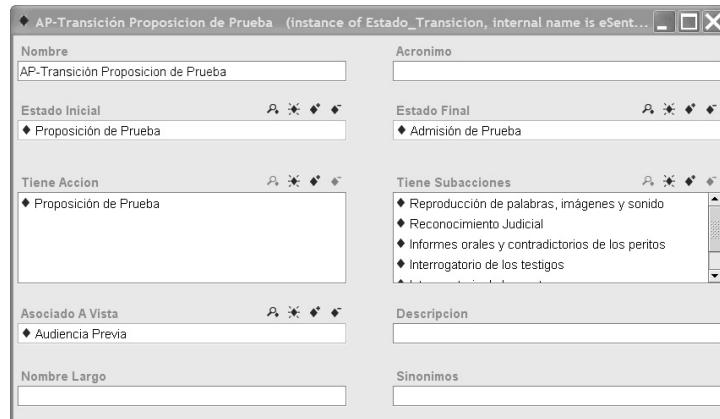 AP-Transición Proposicion de Prueba (instance of Estado_Transicion, internal name is eSent...
Nombre
Acronimo
AP-Transición Proposicion de Prueba
Estado Inicial
Estado Final
Proposición de Prueba
Admisión de Prueba
Tiene Accion
Tiene Subacciones
Proposición de Prueba
Reproducción de palabras, imágenes y sonido
Reconocimiento Judicial
Informes orales y contradictorios de los peritos
Interrogatorio de los testigos
Asociado A Vista
Descripcion
Audiencia Previa
Nombre Largo
Sinonimos